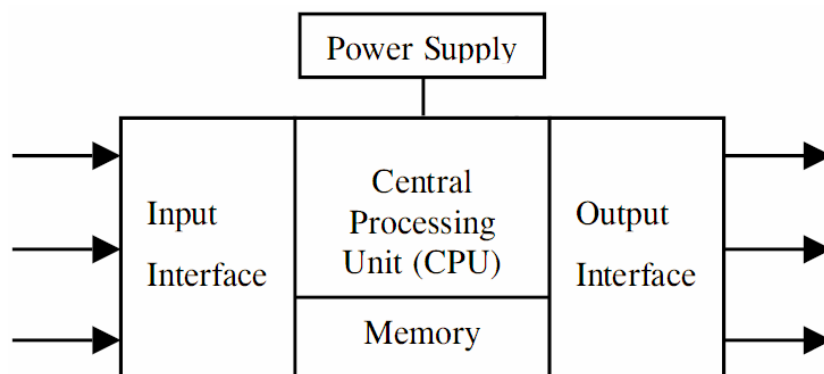 Power Supply
Input
Interface
Central
Processing
Unit (CPU)
Memory
Output
Interface